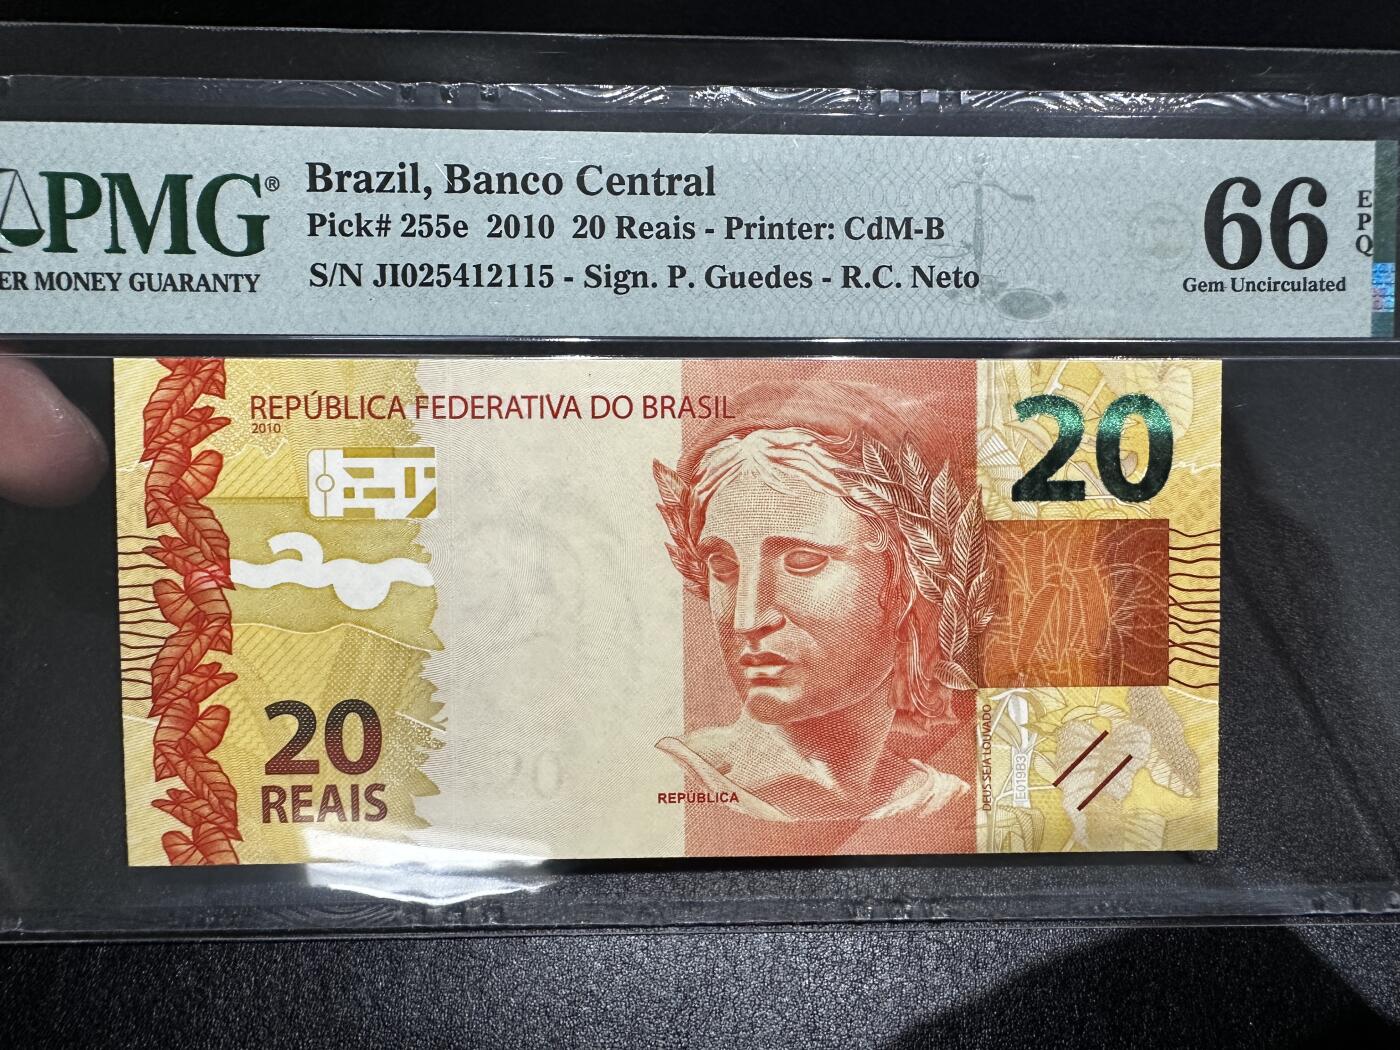 PMG®
ER MONEY GUARANTY
Brazil, Banco Central
Pick# 255e 2010 20 Reais - Printer: CdM-B
S/N JI025412115 - Sign. P. Guedes - R.C. Neto
66
EPQ
Gem Uncirculated
REPÚBLICA FEDERATIVA DO BRASIL
2010
20
20
REAIS
REPÚBLICA
DEUS SEJA LOUVADO